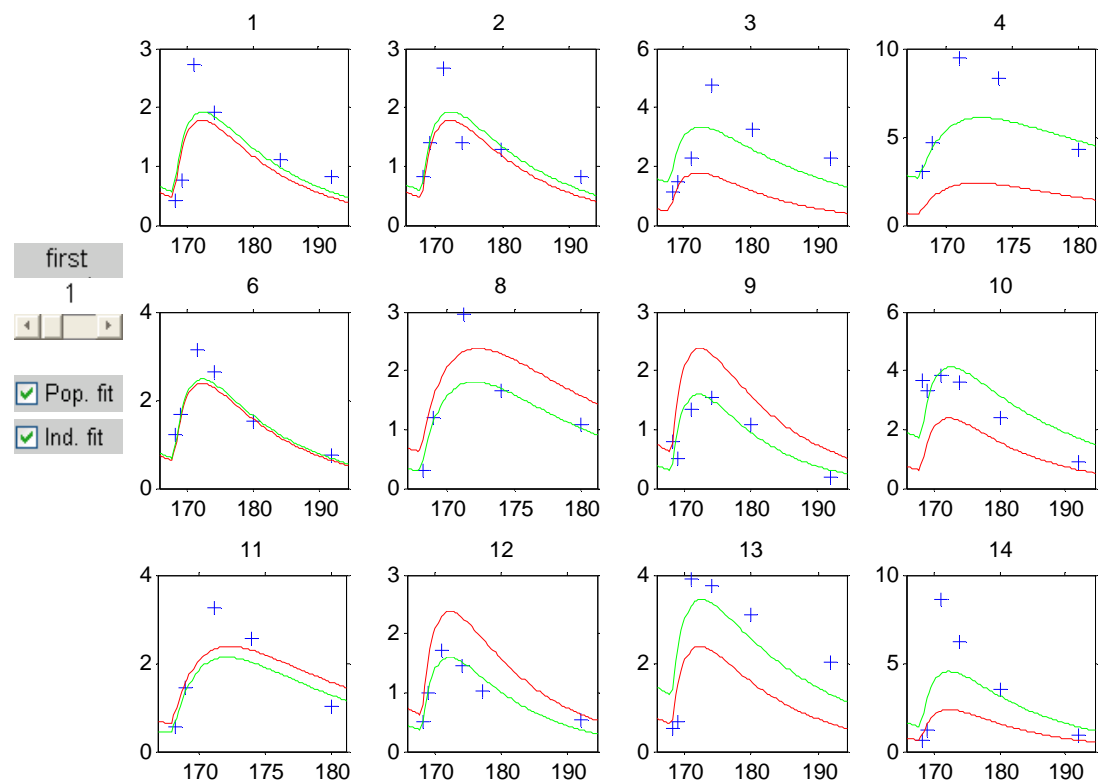 1 2 3 4
3 3 6 10
2 2 4
1 1 2 5
0 0 0 0
170 180 190 170 180 190 170 180 190 170 175 180
first
1
Pop. fit
Ind. fit
6 8 9 10
4 3 3 6
2 2 2 4
1 1 2
0 0 0 0
170 180 190 170 175 180 170 180 190 170 180 190
11 12 13 14
4 3 4 10
2 2 2 5
1
0 0 0 0
170 175 180 170 180 190 170 180 190 170 180 190